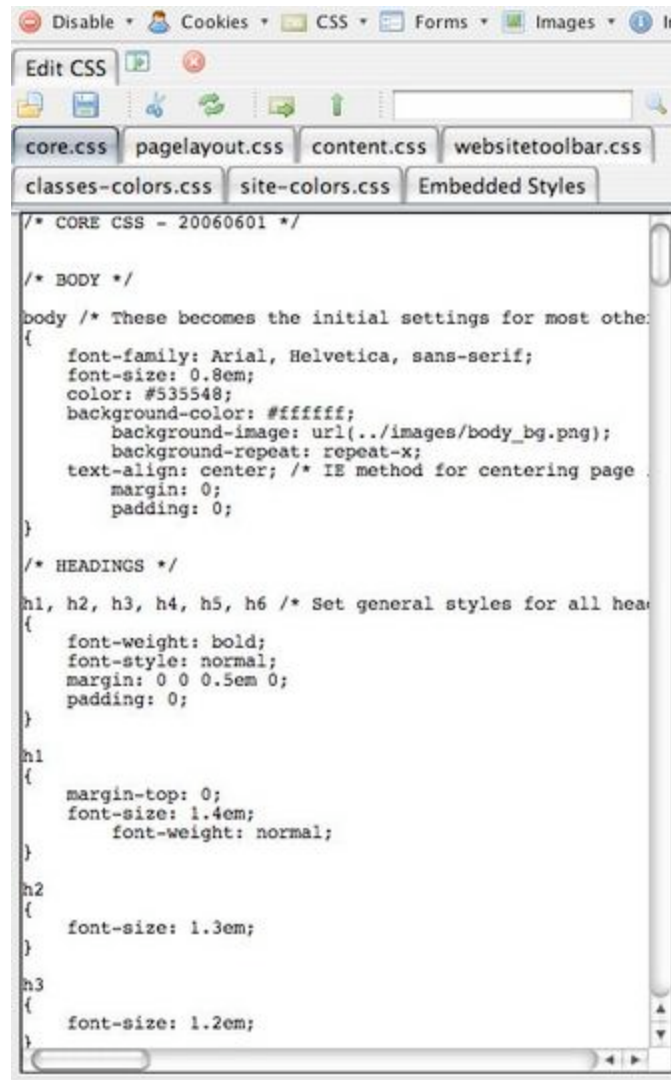 Disable Cookies CSS Forms Images
Edit CSS
core.css pagelayout.css content.css websitetoolbar.css
classes-colors.css site-colors.css Embedded Styles
/* CORE CSS - 20060601 */
/* BODY */
body /* These becomes the initial settings for most
{
font-family: Arial, Helvetica, sans-serif;
font-size: 0.8em;
color: #535548;
background-color: #ffffff;
background-image: url(../images/body_bg.png);
background-repeat: repeat-x;
text-align: center; /* IE method for centering page
margin: 0;
padding: 0;
}
/* HEADINGS */
h1, h2, h3, h4, h5, h6 /* Set general styles for all
{
font-weight: bold;
font-style: normal;
margin: 0 0 0.5em 0;
padding: 0;
}
h1
{
margin-top: 0;
font-size: 1.4em;
font-weight: normal;
}
h2
{
font-size: 1.3em;
}
h3
{
font-size: 1.2em;
}